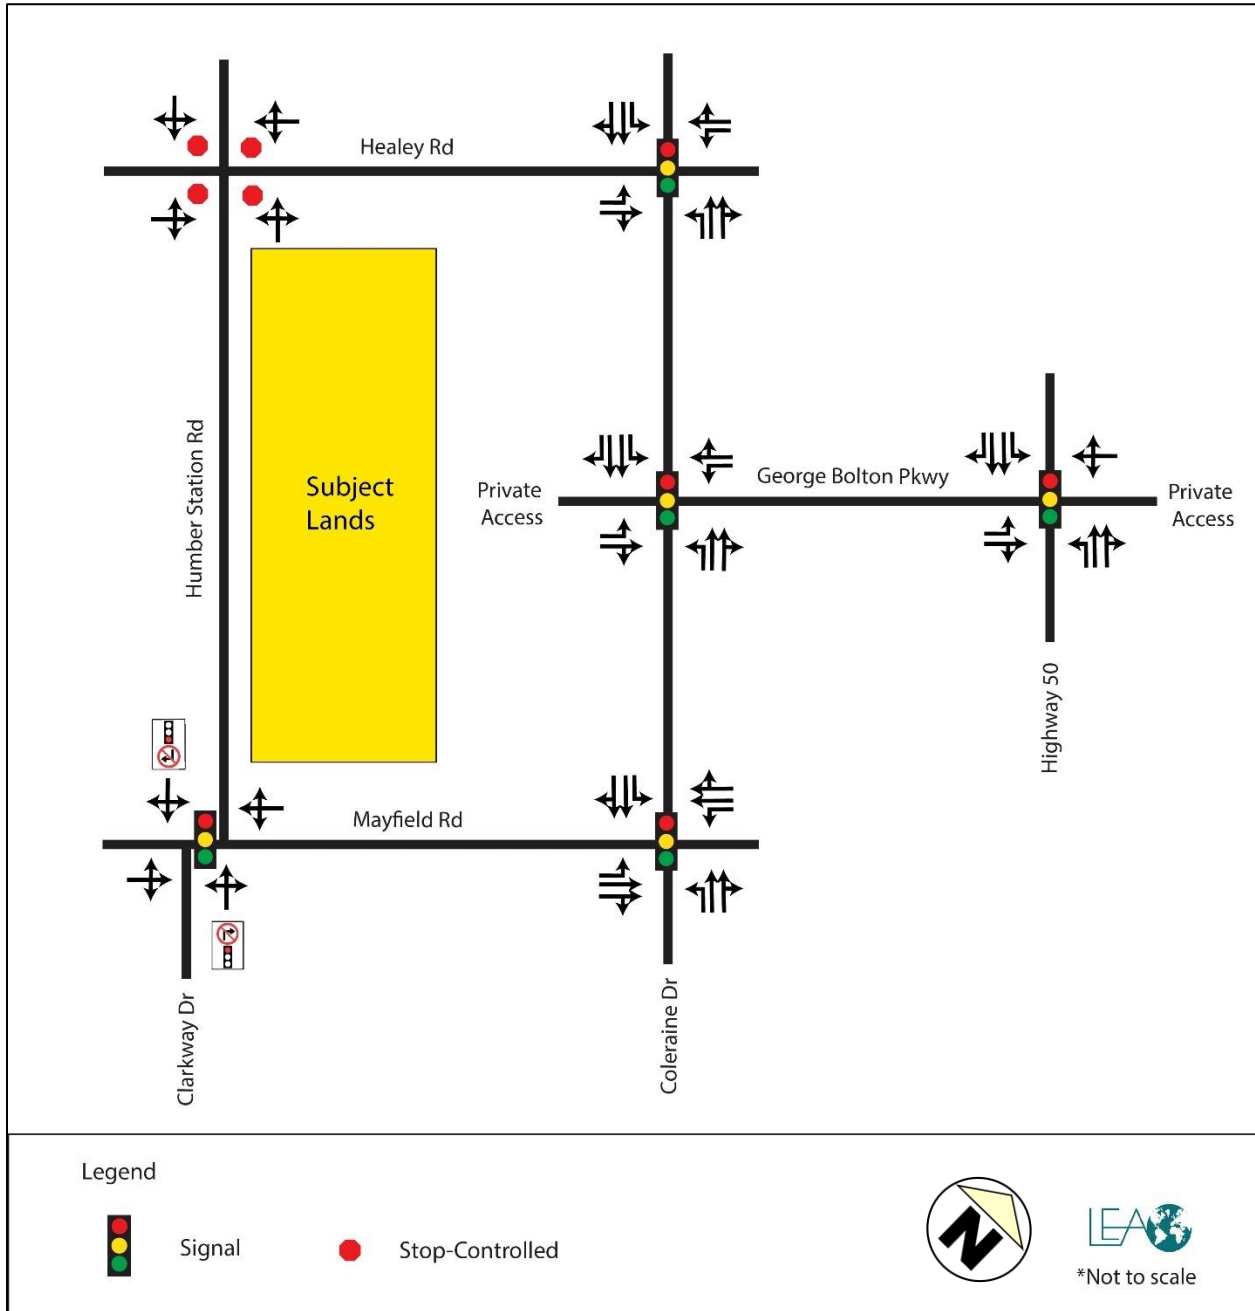 Healey Rd
Humber Station Rd
Subject
Lands
Private
Access
George Bolton Pkwy
Private
Access
Highway 50
Mayfield Rd
Clarkway Dr
Coleraine Dr
Legend
Signal
Stop-Controlled
N
LEA
*Not to scale